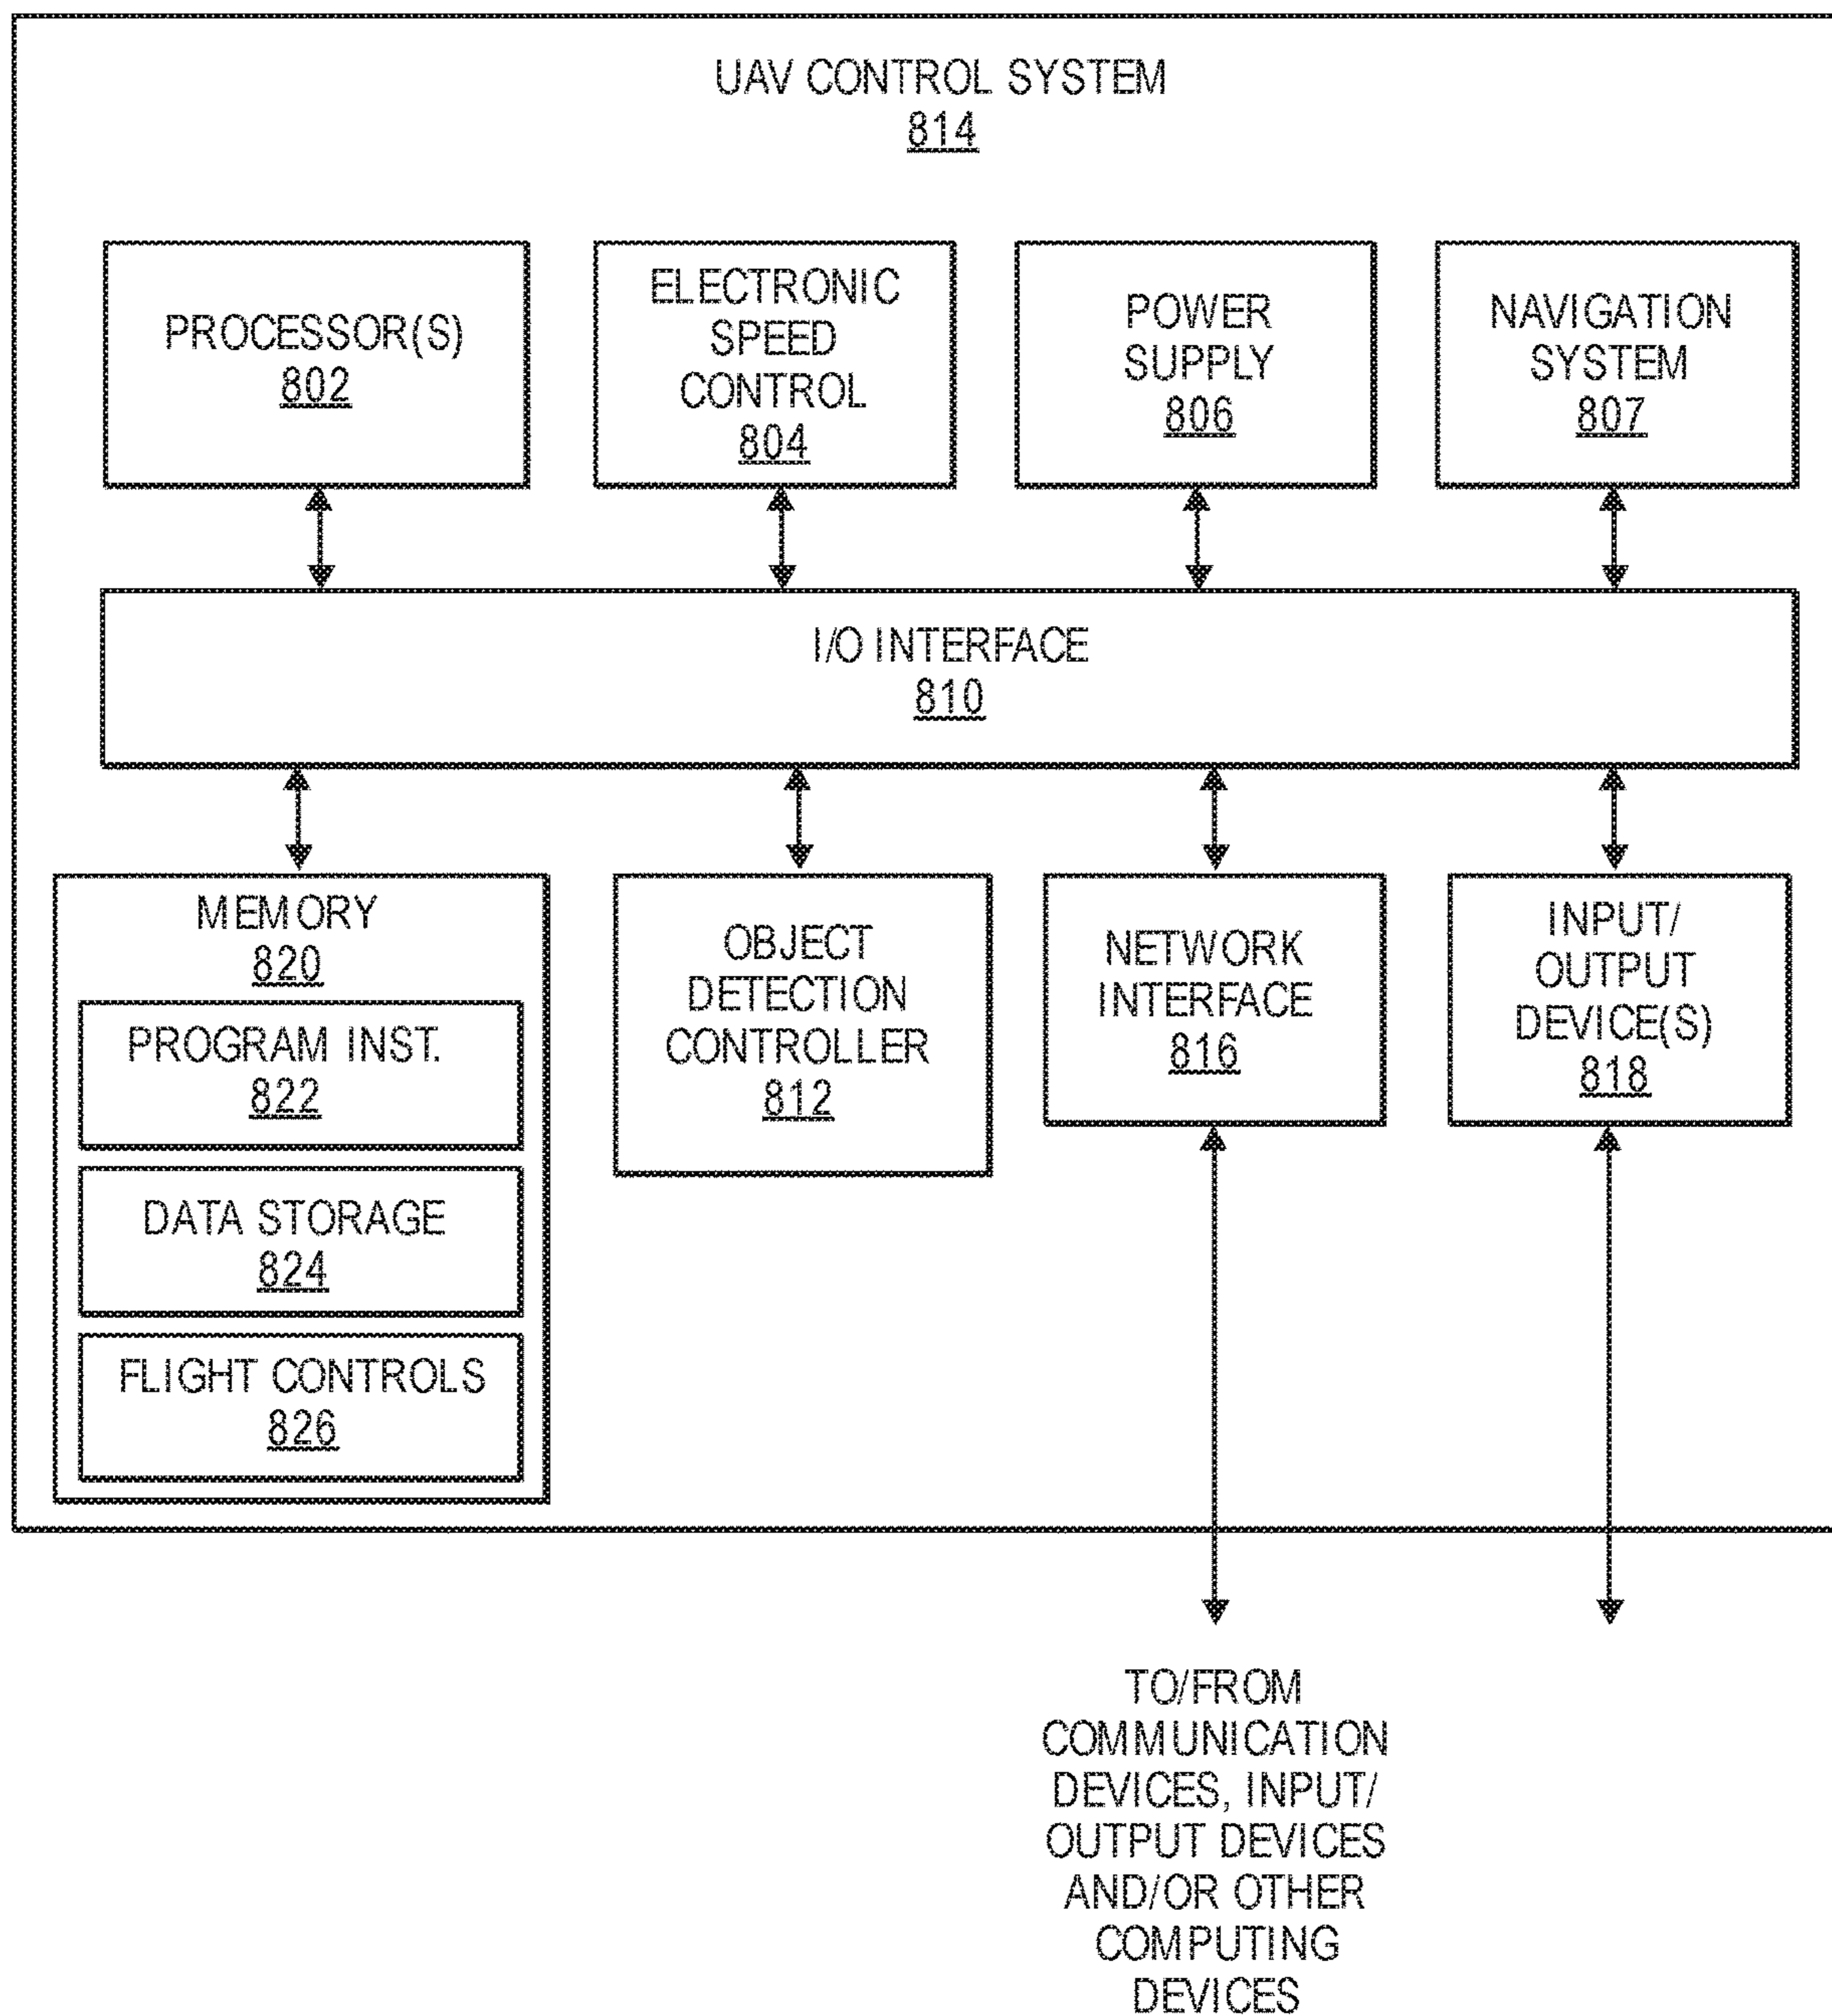 UAV CONTROL SYSTEM
814
PROCESSOR(S)
802
ELECTRONIC
SPEED
CONTROL
804
POWER
SUPPLY
806
NAVIGATION
SYSTEM
807
I/O INTERFACE
810
MEMORY
820
PROGRAM INST.
822
DATA STORAGE
824
FLIGHT CONTROLS
826
OBJECT
DETECTION
CONTROLLER
812
NETWORK
INTERFACE
816
INPUT/
OUTPUT
DEVICE(S)
818
TO/FROM
COMMUNICATION
DEVICES, INPUT/
OUTPUT DEVICES
AND/OR OTHER
COMPUTING
DEVICES